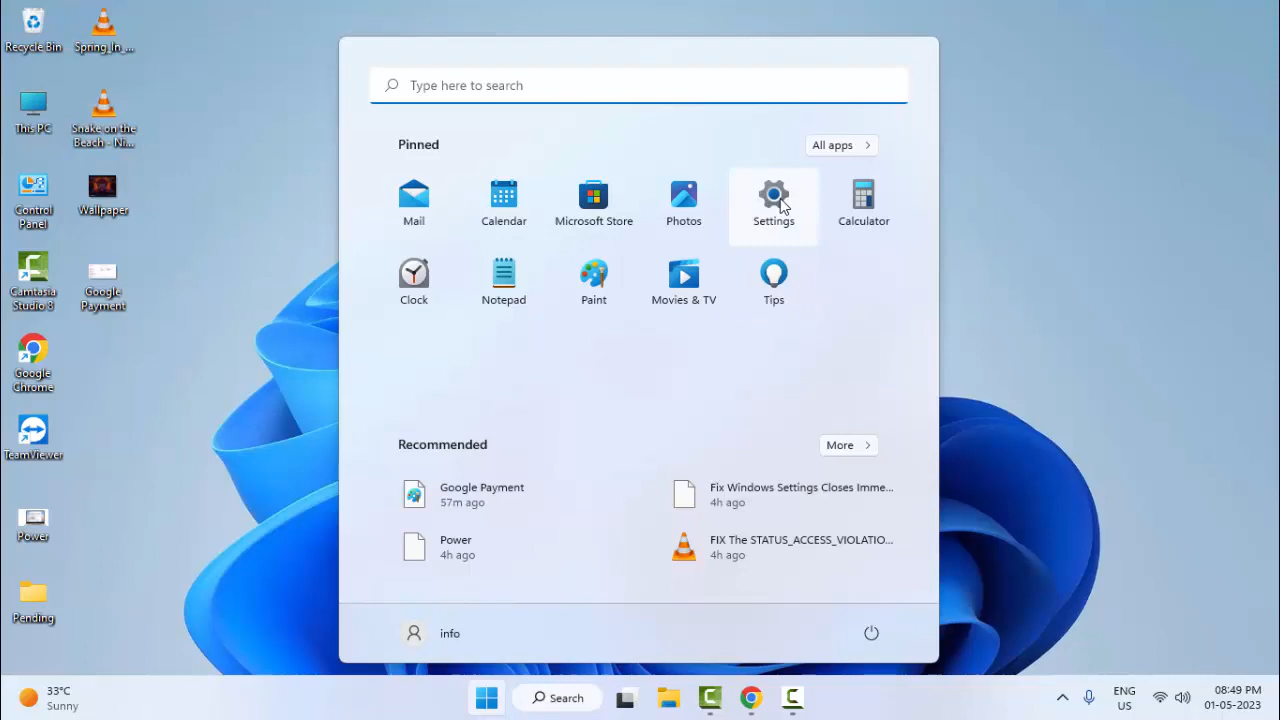 Recycle Bin
Spring_In_...
This PC
Snake on the
Beach - Ni...
Control
Panel
Wallpaper
Camtasia
Studio 8
Google
Payment
Google
Chrome
TeamViewer
Power
Pending
Type here to search
Pinned
All apps
Mail
Calendar
Microsoft Store
Photos
Settings
Calculator
Clock
Notepad
Paint
Movies & TV
Tips
Recommended
More
Google Payment
57m ago
Fix Windows Settings Closes Imme...
4h ago
Power
4h ago
FIX The STATUS_ACCESS_VIOLATIO...
4h ago
info
33°C
Sunny
Search
ENG
US
08:49 PM
01-05-2023